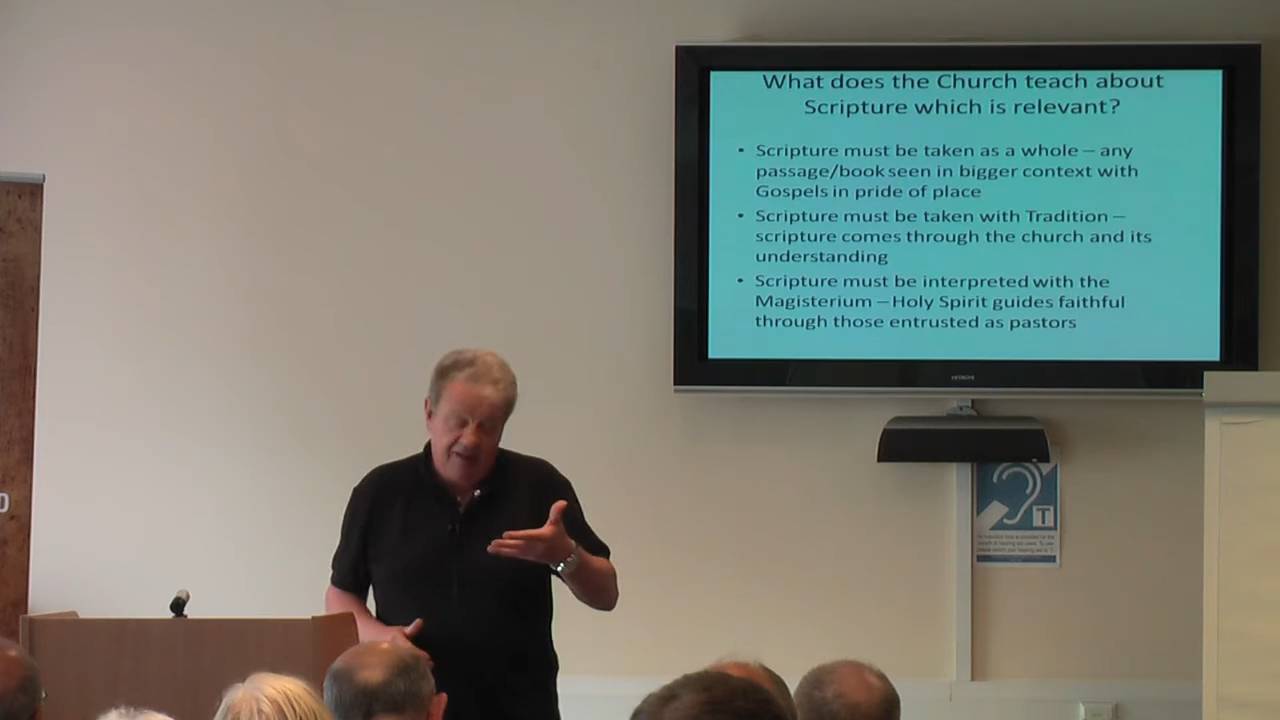 What does the Church teach about
Scripture which is relevant?
• Scripture must be taken as a whole – any
passage/book seen in bigger context with
Gospels in pride of place
• Scripture must be taken with Tradition –
scripture comes through the church and its
understanding
• Scripture must be interpreted with the
Magisterium – Holy Spirit guides faithful
through those entrusted as pastors
HITACHI
T